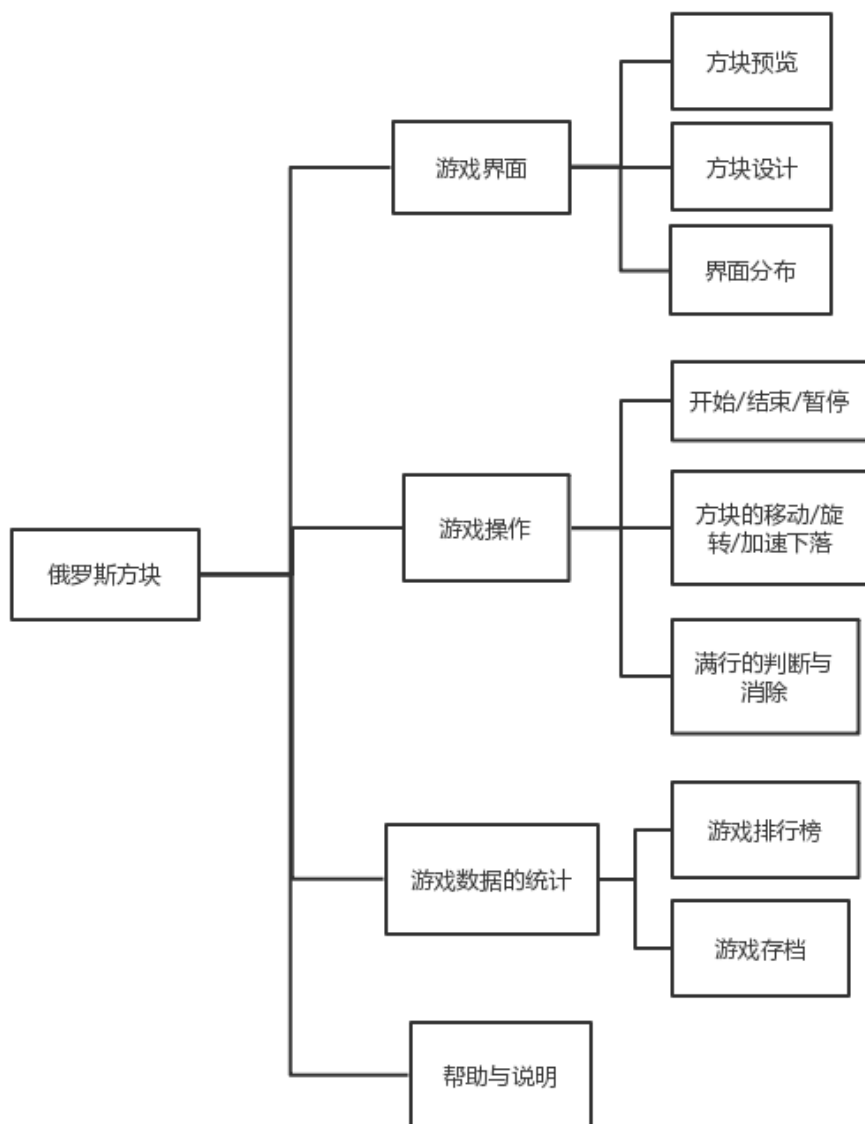 方块预览
游戏界面
方块设计
界面分布
开始/结束/暂停
游戏操作
方块的移动/旋
转/加速下落
俄罗斯方块
满行的判断与
消除
游戏排行榜
游戏数据的统计
游戏存档
帮助与说明